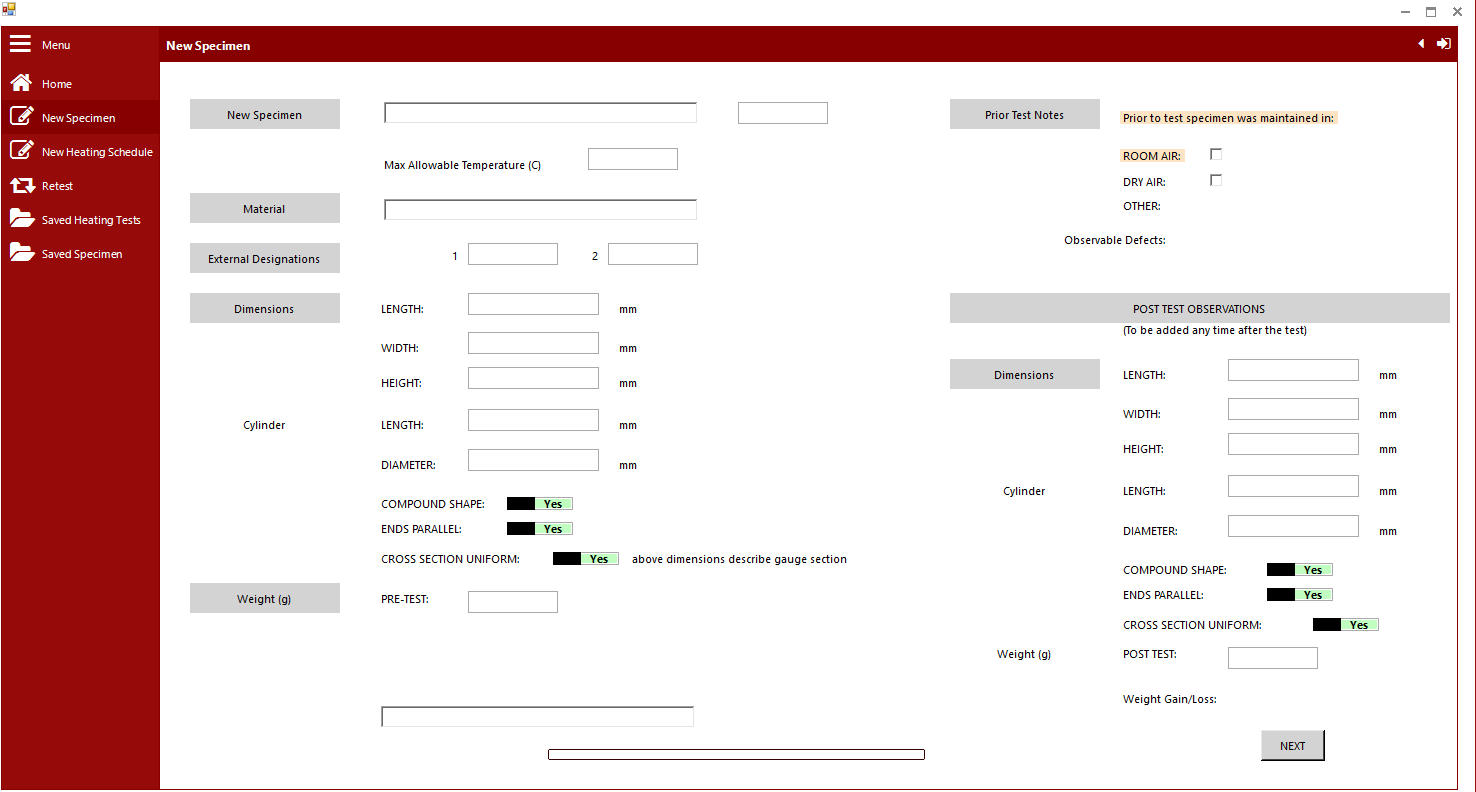 Menu
New Specimen
Home
New Specimen
New Heating Schedule
Retest
Saved Heating Tests
Saved Specimen
New Specimen
Max Allowable Temperature (C)
Material
External Designations
1
2
Dimensions
LENGTH:
mm
WIDTH:
mm
HEIGHT:
mm
Cylinder
LENGTH:
mm
DIAMETER:
mm
COMPOUND SHAPE:
Yes
ENDS PARALLEL:
Yes
CROSS SECTION UNIFORM:
Yes
above dimensions describe gauge section
Weight (g)
PRE-TEST:
Prior Test Notes
Prior to test specimen was maintained in:
ROOM AIR:
DRY AIR:
OTHER:
Observable Defects:
POST TEST OBSERVATIONS
(To be added any time after the test)
Dimensions
LENGTH:
mm
WIDTH:
mm
HEIGHT:
mm
Cylinder
LENGTH:
mm
DIAMETER:
mm
COMPOUND SHAPE:
Yes
ENDS PARALLEL:
Yes
CROSS SECTION UNIFORM:
Yes
Weight (g)
POST TEST:
Weight Gain/Loss:
NEXT